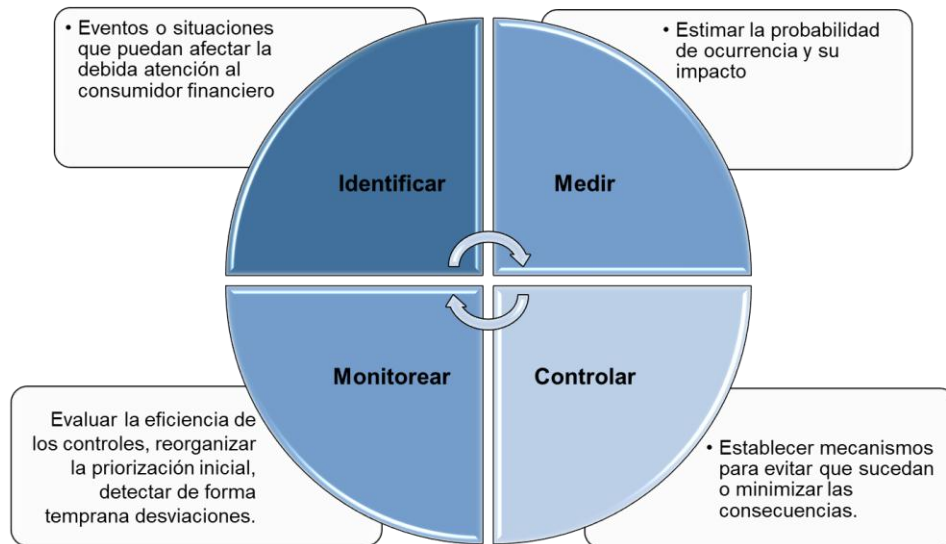 • Eventos o situaciones
que puedan afectar la
debida atención al
consumidor financiero
• Estimar la probabilidad
de ocurrencia y su
impacto
Identificar
Medir
Monitorear
Controlar
Evaluar la eficiencia de
los controles, reorganizar
la priorización inicial,
detectar de forma
temprana desviaciones.
• Establecer mecanismos
para evitar que sucedan
o minimizar las
consecuencias.